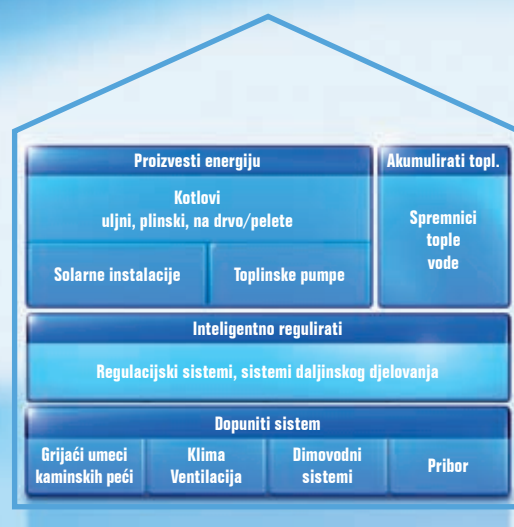 Proizvesti energiju
Kotlovi
uljni, plinski, na drvo/pelete
Solarne instalacije
Toplinske pumpe
Akumulirati topl.
Spremnici
tople
vode
Inteligentno regulirati
Regulacijski sistemi, sistemi daljinskog djelovanja
Dopuniti sistem
Grijaći umeci
kaminskih peći
Klima
Ventilacija
Dimovodni
sistemi
Pribor